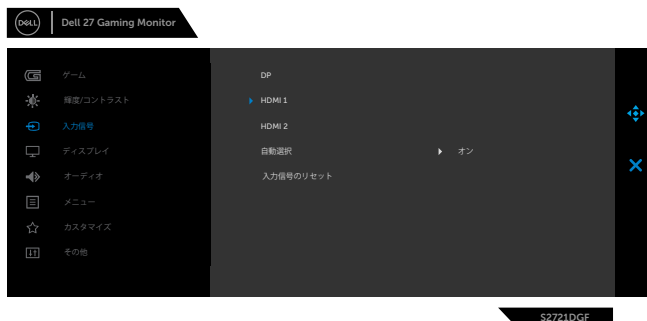 DELL
Dell 27 Gaming Monitor
ゲーム
DP
輝度/コントラスト
HDMI 1
入力信号
HDMI 2
ディスプレイ
自動選択
オン
オーディオ
入力信号のリセット
メニュー
カスタマイズ
その他
S2721DGF